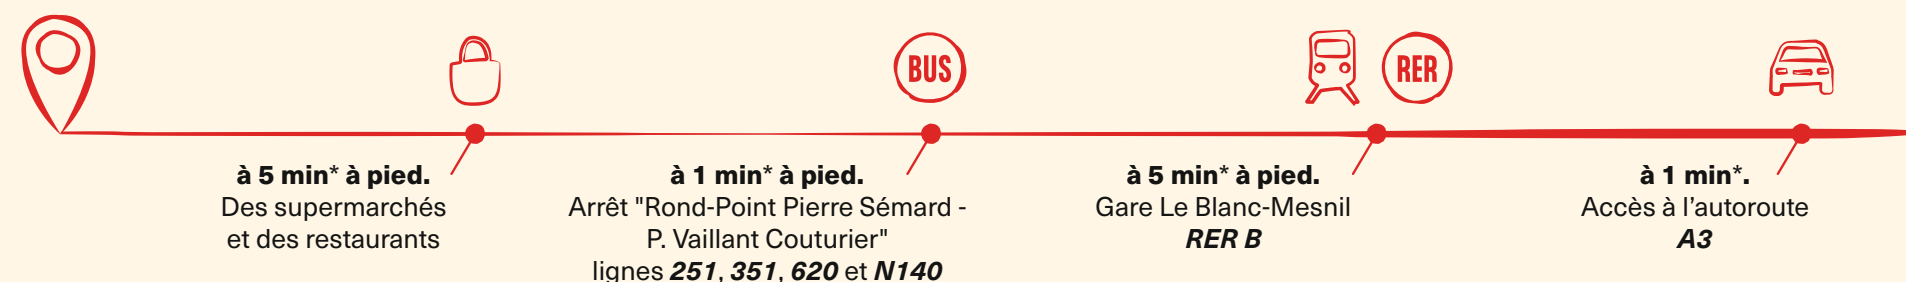 BUS
RER
à 5 min* à pied.
Des supermarchés
et des restaurants
à 1 min* à pied.
Arrêt "Rond-Point Pierre Sémard -
P. Vaillant Couturier"
lignes 251, 351, 620 et N140
à 5 min* à pied.
Gare Le Blanc-Mesnil
RER B
à 1 min*.
Accès à l'autoroute
A3